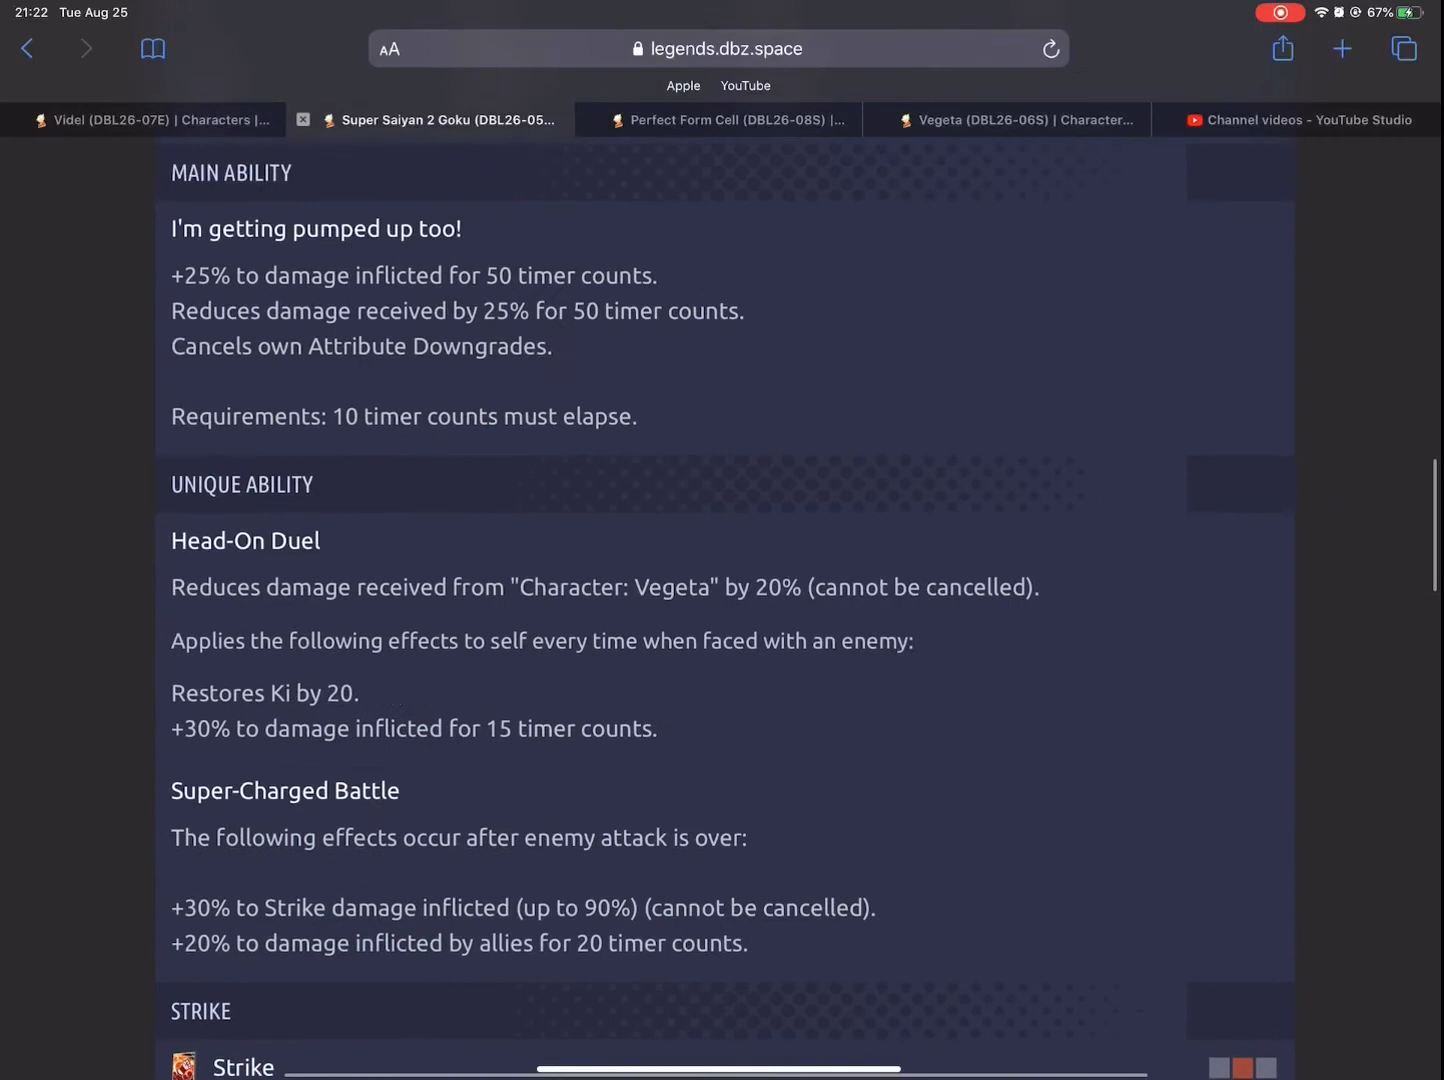 21:22 Tue Aug 25
67%
AA legends.dbz.space
Apple YouTube
Videl (DBL26-07E) | Characters |...
Super Saiyan 2 Goku (DBL26-05...
Perfect Form Cell (DBL26-08S) |...
Vegeta (DBL26-06S) | Character...
Channel videos - YouTube Studio
MAIN ABILITY
I'm getting pumped up too!
+25% to damage inflicted for 50 timer counts.
Reduces damage received by 25% for 50 timer counts.
Cancels own Attribute Downgrades.
Requirements: 10 timer counts must elapse.
UNIQUE ABILITY
Head-On Duel
Reduces damage received from "Character: Vegeta" by 20% (cannot be cancelled).
Applies the following effects to self every time when faced with an enemy:
Restores Ki by 20.
+30% to damage inflicted for 15 timer counts.
Super-Charged Battle
The following effects occur after enemy attack is over:
+30% to Strike damage inflicted (up to 90%) (cannot be cancelled).
+20% to damage inflicted by allies for 20 timer counts.
STRIKE
Strike